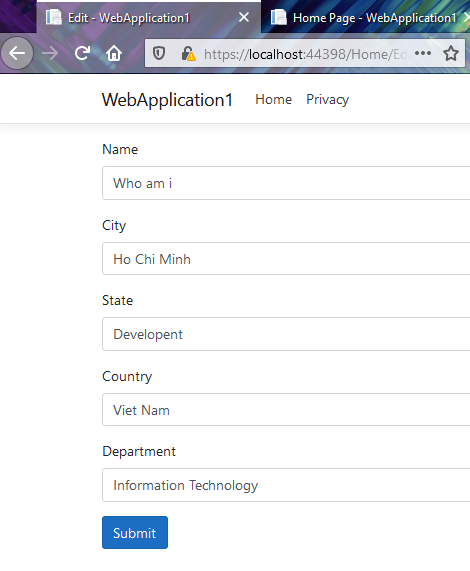 Edit - WebApplication1
Home Page - WebApplication1
https://localhost:44398/Home/Ed
WebApplication1 Home Privacy
Name
Who am i
City
Ho Chi Minh
State
Developent
Country
Viet Nam
Department
Information Technology
Submit